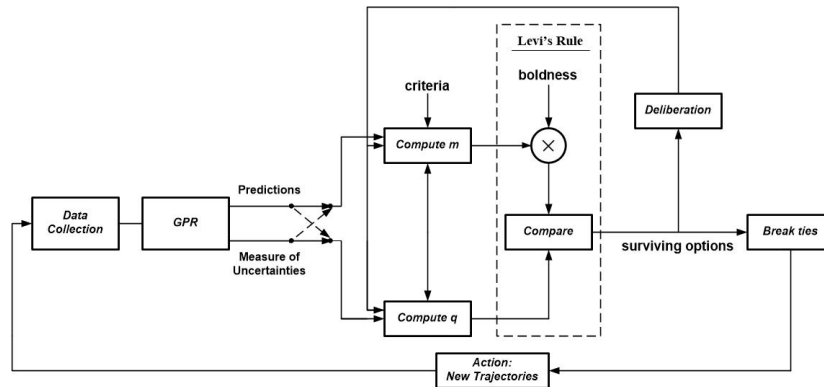 Levi's Rule
boldness
criteria
Deliberation
Compute m
×
Predictions
Data
Collection
GPR
Measure of
Uncertainties
Compare
surviving options
Break ties
Compute q
Action:
New Trajectories